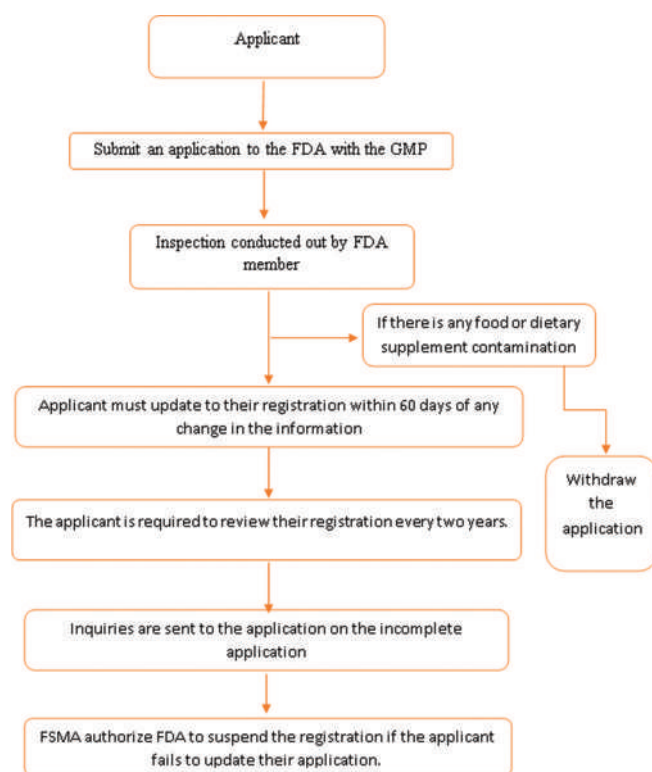 Applicant
Submit an application to the FDA with the GMP
Inspection conducted out by FDA
member
If there is any food or dietary
supplement contamination
Applicant must update to their registration within 60 days of any
change in the information
Withdraw
the
application
The applicant is required to review their registration every two years.
Inquiries are sent to the application on the incomplete
application
FSMA authorize FDA to suspend the registration if the applicant
fails to update their application.